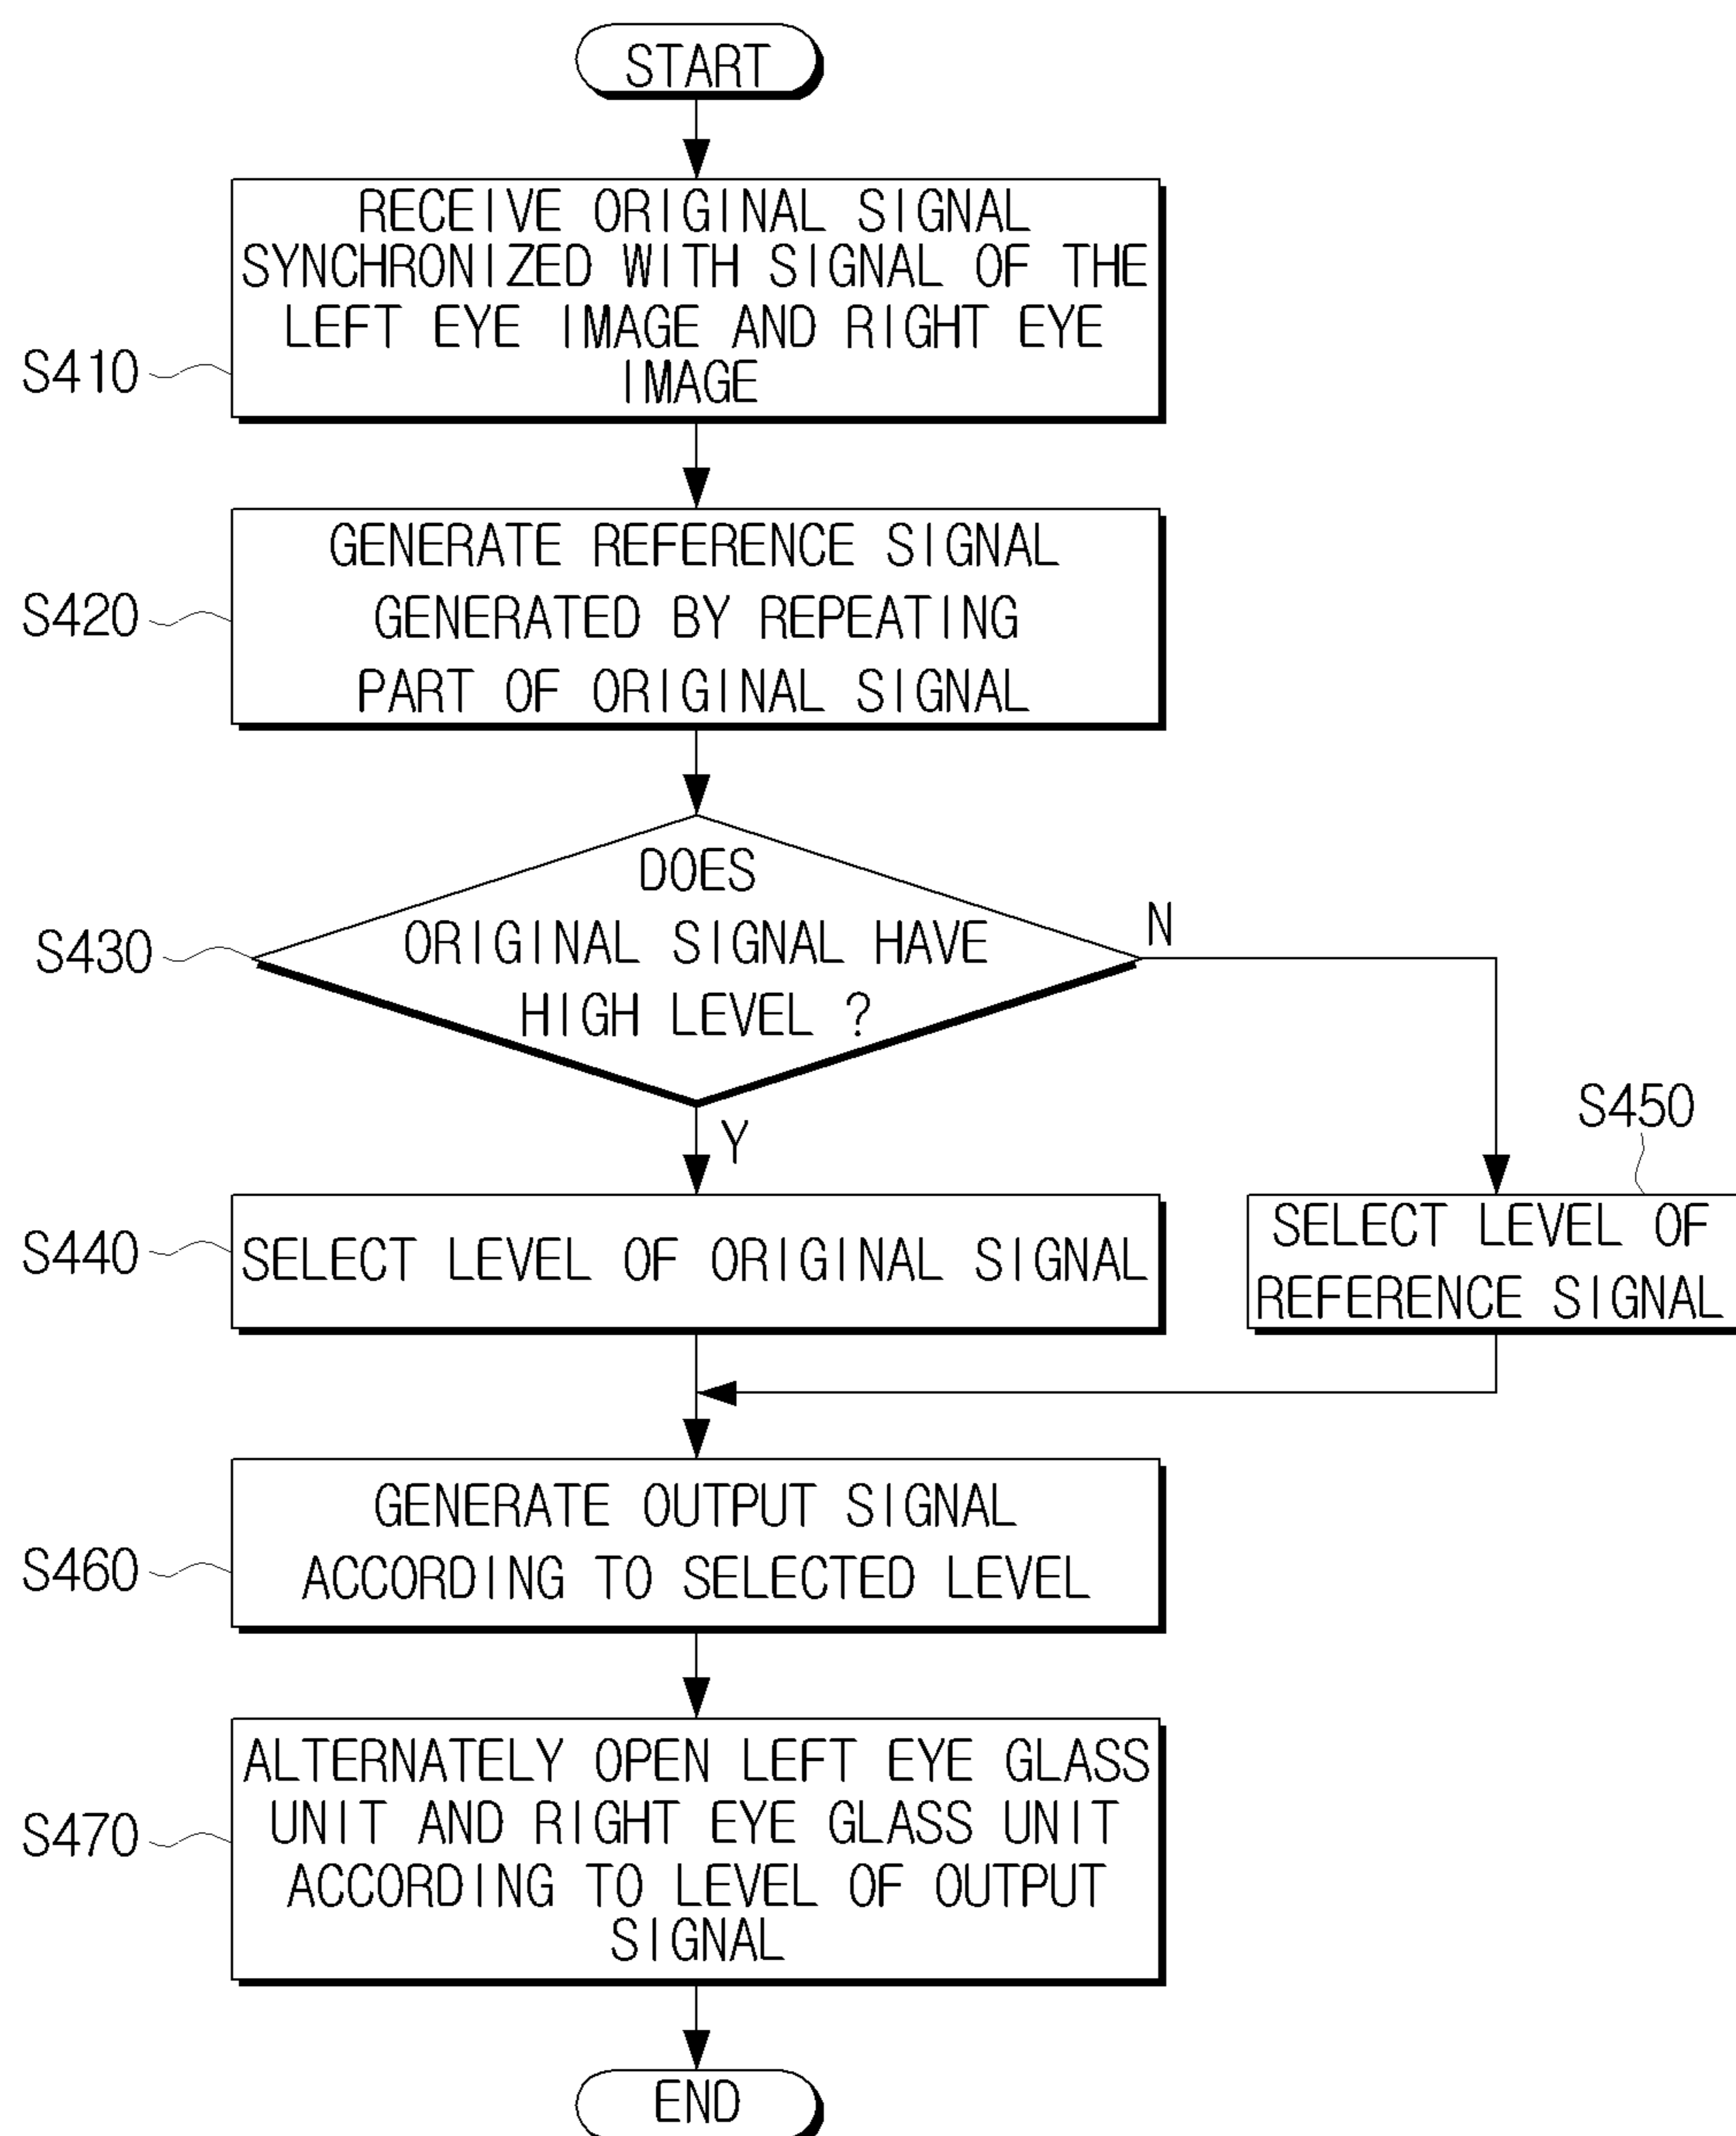 START
RECEIVE ORIGINAL SIGNAL
SYNCHRONIZED WITH SIGNAL OF THE
LEFT EYE IMAGE AND RIGHT EYE
IMAGE
S410
GENERATE REFERENCE SIGNAL
GENERATED BY REPEATING
PART OF ORIGINAL SIGNAL
S420
DOES
ORIGINAL SIGNAL HAVE
HIGH LEVEL ?
S430
N
Y
S440
SELECT LEVEL OF ORIGINAL SIGNAL
S450
SELECT LEVEL OF
REFERENCE SIGNAL
GENERATE OUTPUT SIGNAL
ACCORDING TO SELECTED LEVEL
S460
ALTERNATELY OPEN LEFT EYE GLASS
UNIT AND RIGHT EYE GLASS UNIT
ACCORDING TO LEVEL OF OUTPUT
SIGNAL
S470
END